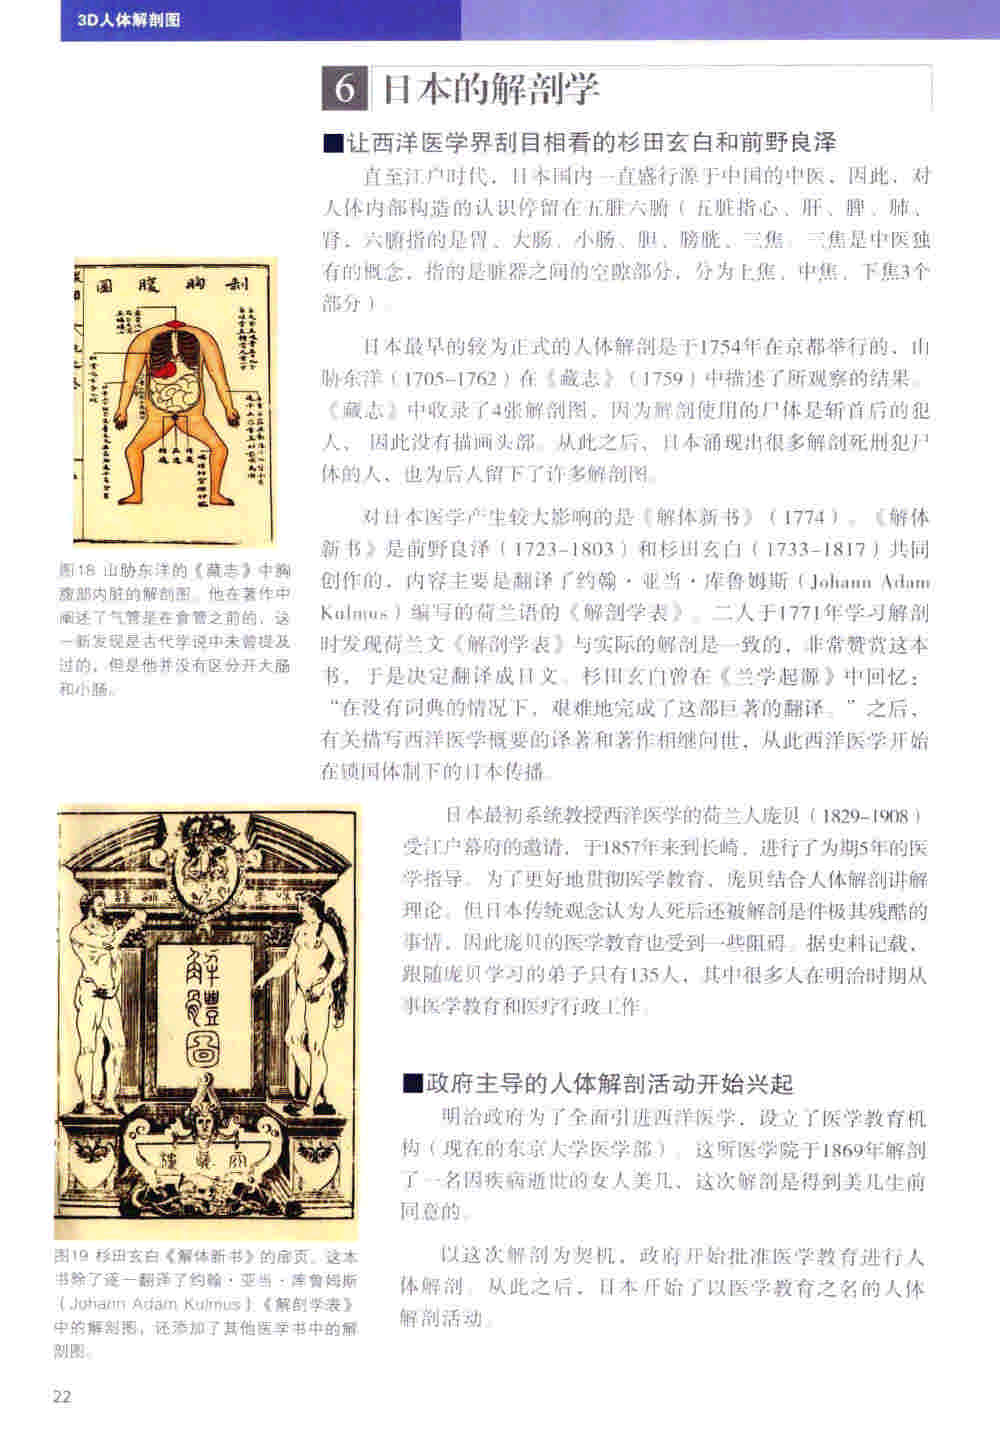 3D人体解剖图
6 日本的解剖学
■让西洋医学界刮目相看的杉田玄白和前野良泽
直至江户时代，日本国内一直盛行源于中国的中医，因此，对
人体内部构造的认识停留在五脏六腑（五脏指心、肝、脾、肺、
肾，六腑指的是胃、大肠、小肠、胆、膀胱、三焦。三焦是中医独
有的概念，指的是脏器之间的空隙部分，分为上焦、中焦、下焦3个
部分）。
日本最早的较为正式的人体解剖是于1754年在京都举行的，山
胁东洋（1705-1762）在《藏志》（1759）中描述了所观察的结果。
《藏志》中收录了4张解剖图，因为解剖使用的尸体是斩首后的犯
人，因此没有描画头部。从此之后，日本涌现出很多解剖死刑犯尸
体的人，也为后人留下了许多解剖图。
对日本医学产生较大影响的是《解体新书》（1774）。《解体
新书》是前野良泽（1723-1803）和杉田玄白（1733-1817）共同
创作的，内容主要是翻译了约翰·亚当·库鲁姆斯（Johann Adam
Kulmus）编写的荷兰语的《解剖学表》。二人于1771年学习解剖
时发现荷兰文《解剖学表》与实际的解剖是一致的，非常赞赏这本
书，于是决定翻译成日文。杉田玄白曾在《兰学起源》中回忆：
“在没有词典的情况下，艰难地完成了这部巨著的翻译。”之后，
有关描写西洋医学概要的译著和著作相继问世，从此西洋医学开始
在锁国体制下的日本传播。
剖胸腹图
图18 山胁东洋的《藏志》中胸
腹部内脏的解剖图。他在著作中
阐述了气管是在食管之前的，这
一新发现是古代学说中未曾提及
过的，但是他并没有区分开大肠
和小肠。
日本最初系统教授西洋医学的荷兰人庞贝（1829-1908）
受江户幕府的邀请，于1857年来到长崎，进行了为期5年的医
学指导。为了更好地贯彻医学教育，庞贝结合人体解剖讲解
理论。但日本传统观念认为人死后还被解剖是件极其残酷的
事情，因此庞贝的医学教育也受到一些阻碍。据史料记载，
跟随庞贝学习的弟子只有135人，其中很多人在明治时期从
事医学教育和医疗行政工作。
■政府主导的人体解剖活动开始兴起
明治政府为了全面引进西洋医学，设立了医学教育机
构（现在的东京大学医学部）。这所医学院于1869年解剖
了一名因疾病逝世的女人美几，这次解剖是得到美几生前
同意的。
以这次解剖为契机，政府开始批准医学教育进行人
体解剖。从此之后，日本开始了以医学教育之名的人体
解剖活动。
解體圖
图19 杉田玄白《解体新书》的扉页。这本
书除了逐一翻译了约翰·亚当·库鲁姆斯
（Johann Adam Kulmus）《解剖学表》
中的解剖图，还添加了其他医学书中的解
剖图。
22